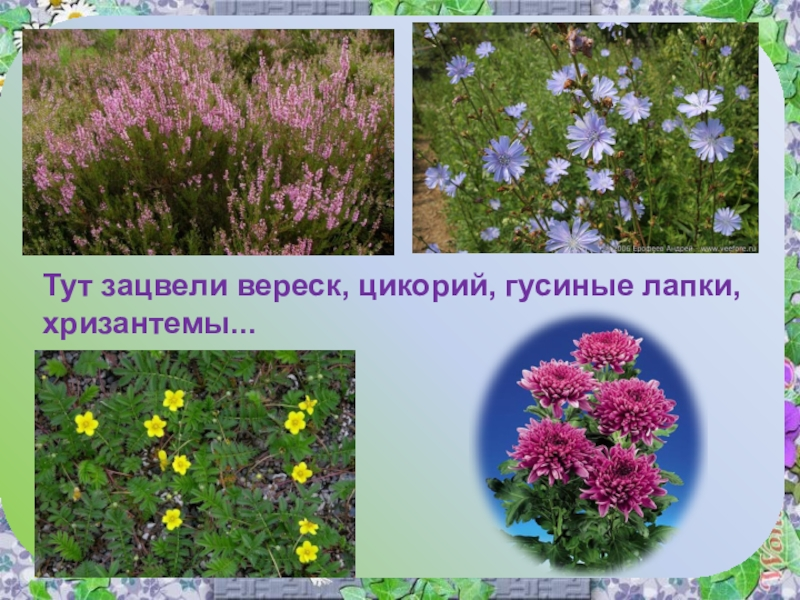 Тут зацвели вереск, цикорий, гусиные лапки,
хризантемы...